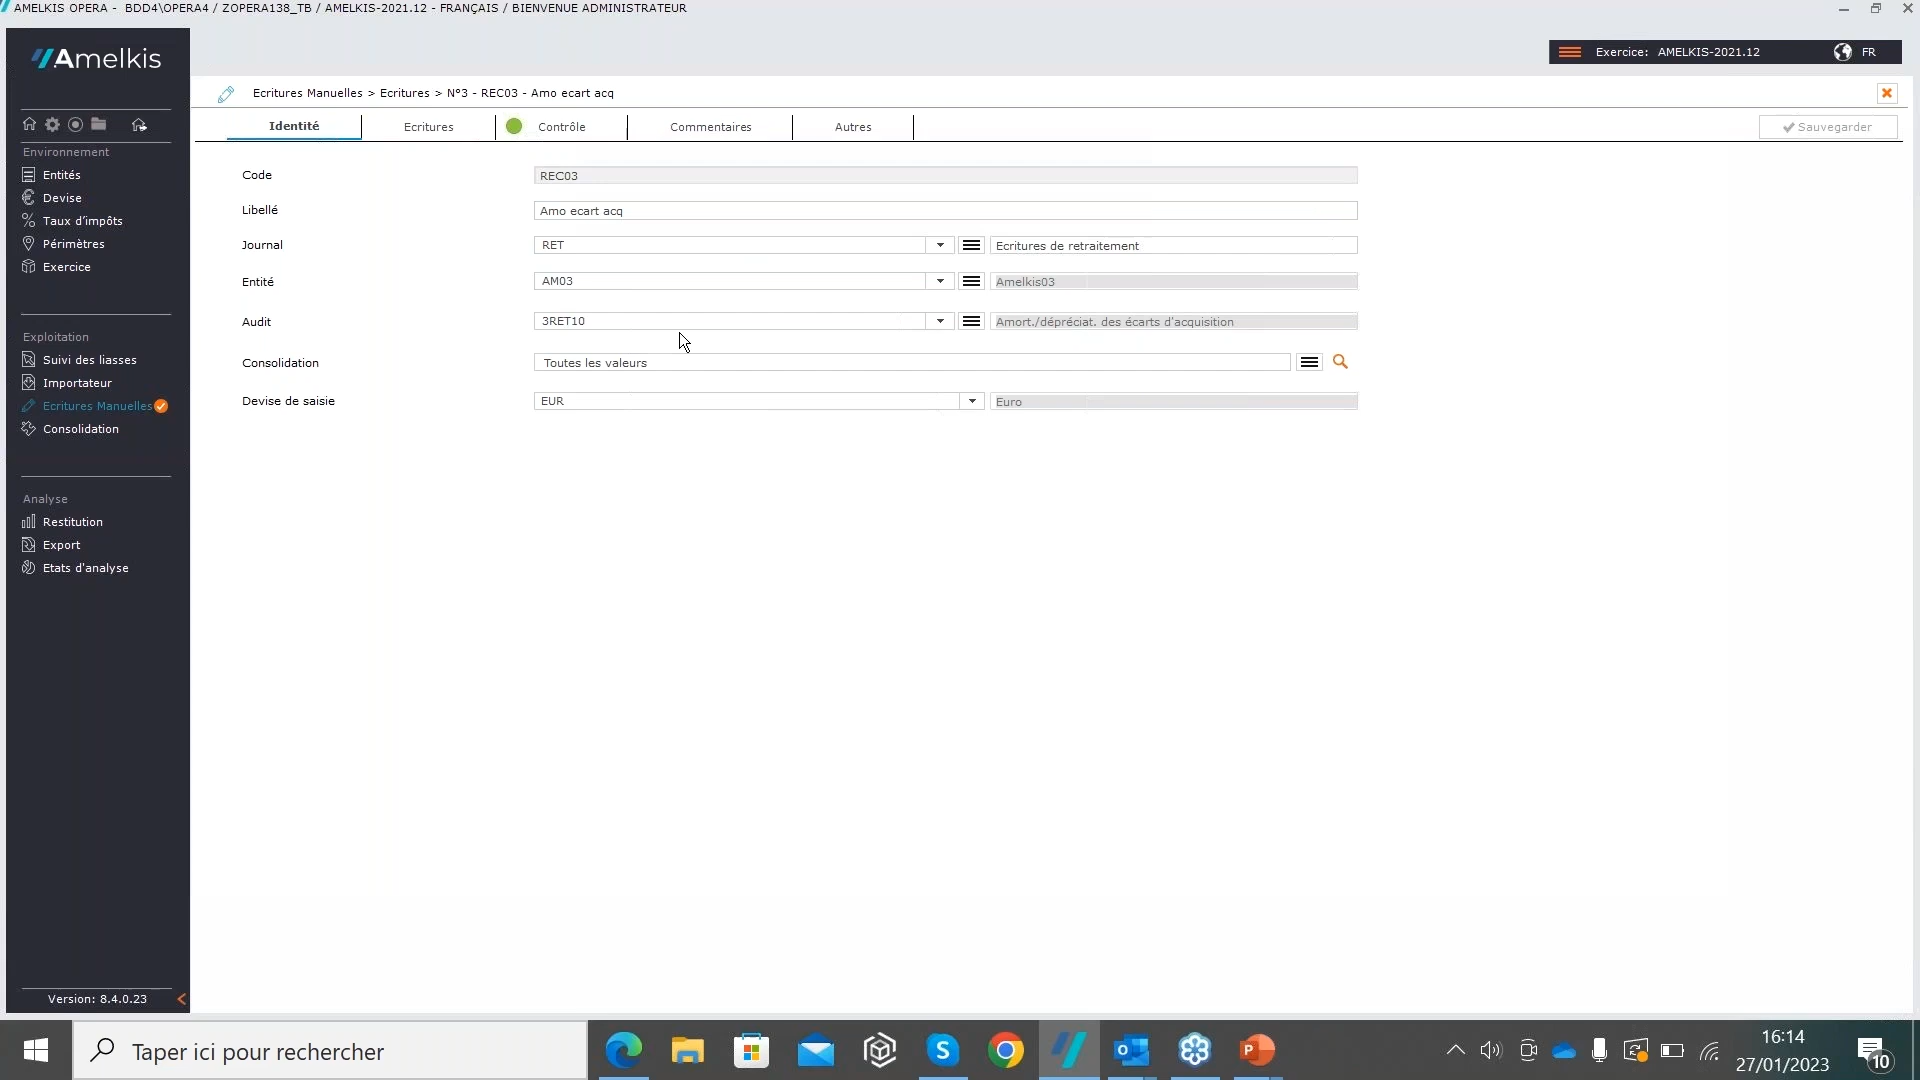 AMELKIS OPERA - BDD4\OPERA4 / ZOPERA138_TB / AMELKIS-2021.12 - FRANÇAIS / BIENVENUE ADMINISTRATEUR
Amelkis
Exercice: AMELKIS-2021.12 FR
Ecritures Manuelles > Ecritures > N°3 - REC03 - Amo ecart acq
Identité Ecritures Contrôle Commentaires Autres Sauvegarder
Environnement
Entités
Devise
Taux d'impôts
Périmètres
Exercice
Exploitation
Suivi des liasses
Importateur
Ecritures Manuelles
Consolidation
Analyse
Restitution
Export
Etats d'analyse
Version: 8.4.0.23
Code REC03
Libellé Amo ecart acq
Journal RET Ecritures de retraitement
Entité AM03 Amelkis03
Audit 3RET10 Amort./dépréciat. des écarts d'acquisition
Consolidation Toutes les valeurs
Devise de saisie EUR Euro
Taper ici pour rechercher
16:14
27/01/2023
10